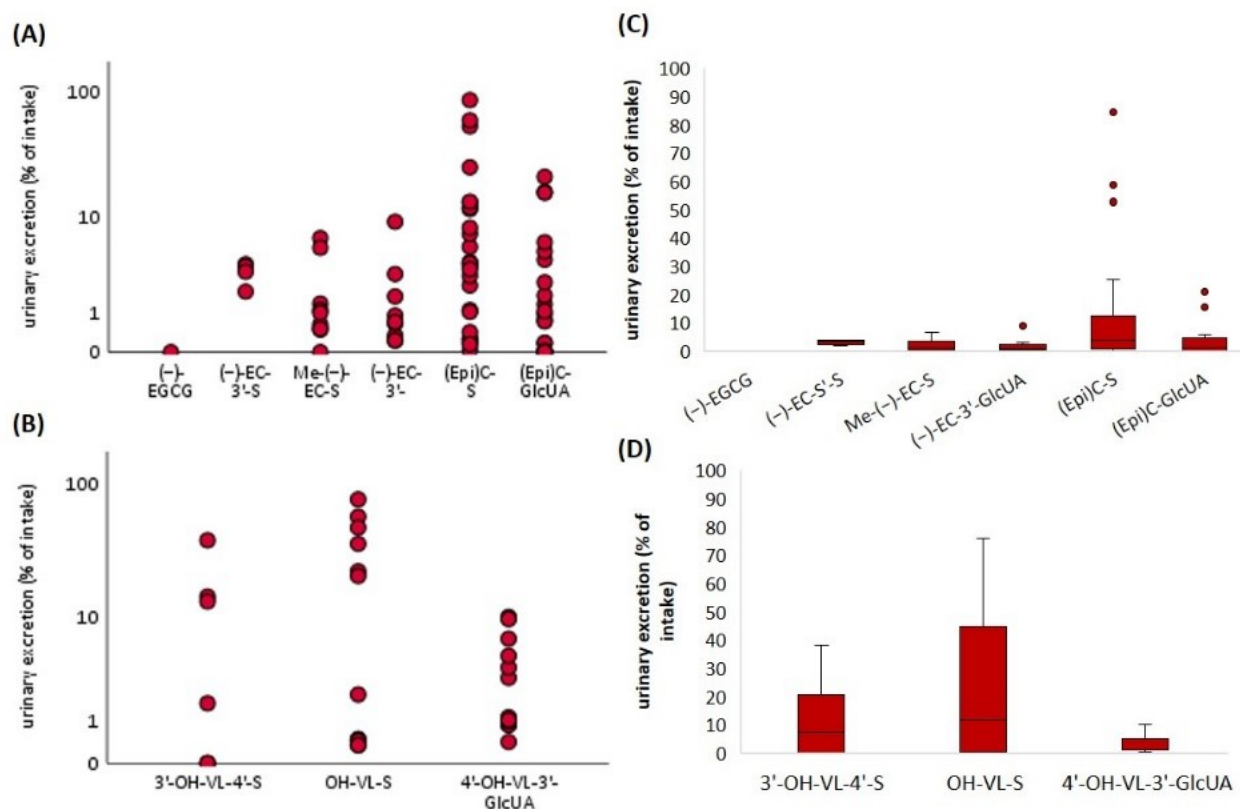 (A)
urinary excretion (% of intake)
100
10
1
0
(−)-
EGCG
(−)-EC-
3'-S
Me-(−)-
EC-S
(−)-EC-
3'-
(Epi)C-
S
(Epi)C-
GlcUA
(B)
urinary excretion (% of intake)
100
10
1
0
3'-OH-VL-4'-S
OH-VL-S
4'-OH-VL-3'-
GlcUA
(C)
urinary excretion (% of intake)
100
90
80
70
60
50
40
30
20
10
0
(−)-EGCG
(−)-EC-S'-S
Me-(−)-EC-S
(−)-EC-3'-GlcUA
(Epi)C-S
(Epi)C-GlcUA
(D)
urinary excretion (% of
intake)
100
90
80
70
60
50
40
30
20
10
0
3'-OH-VL-4'-S
OH-VL-S
4'-OH-VL-3'-GlcUA